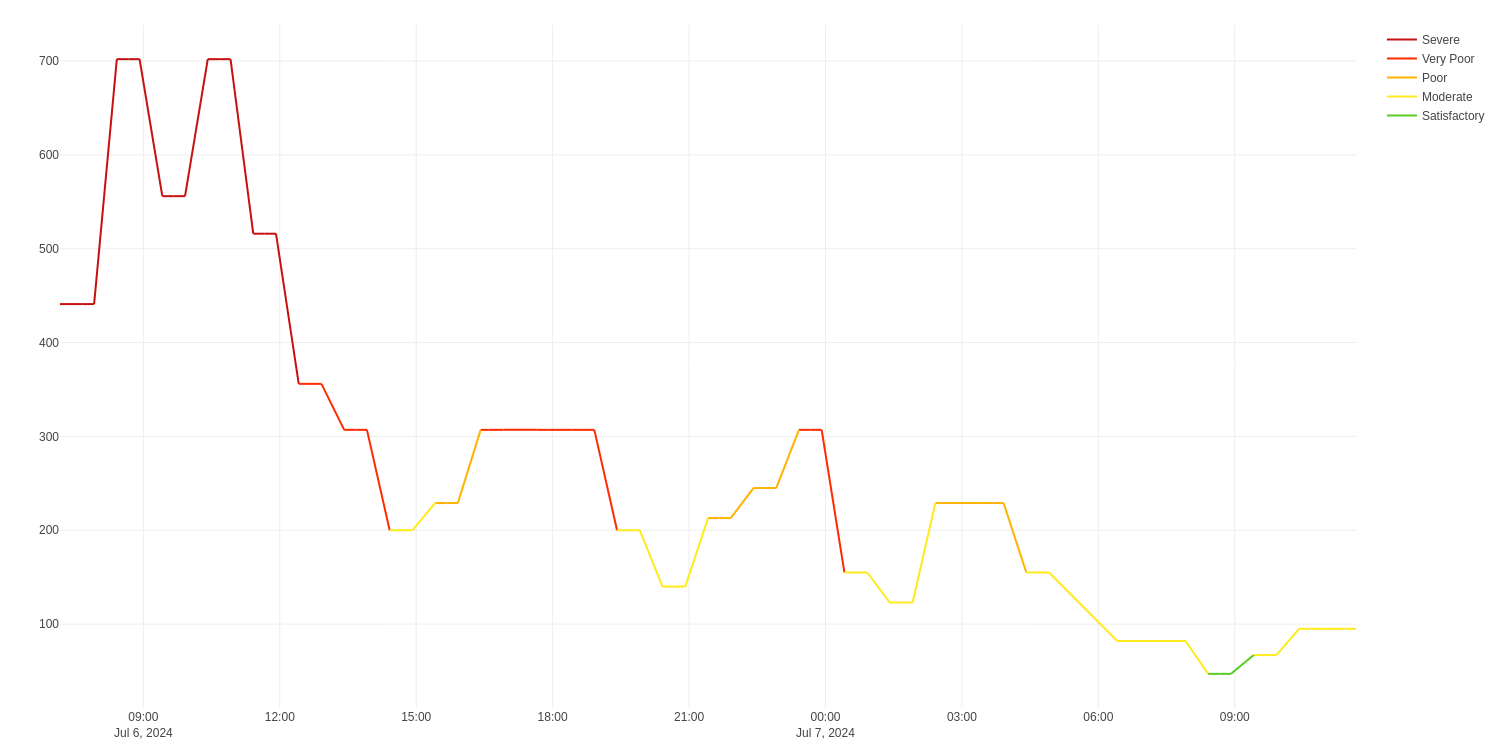 700
600
500
400
300
200
100
09:00
Jul 6, 2024
12:00
15:00
18:00
21:00
00:00
Jul 7, 2024
03:00
06:00
09:00
Severe
Very Poor
Poor
Moderate
Satisfactory